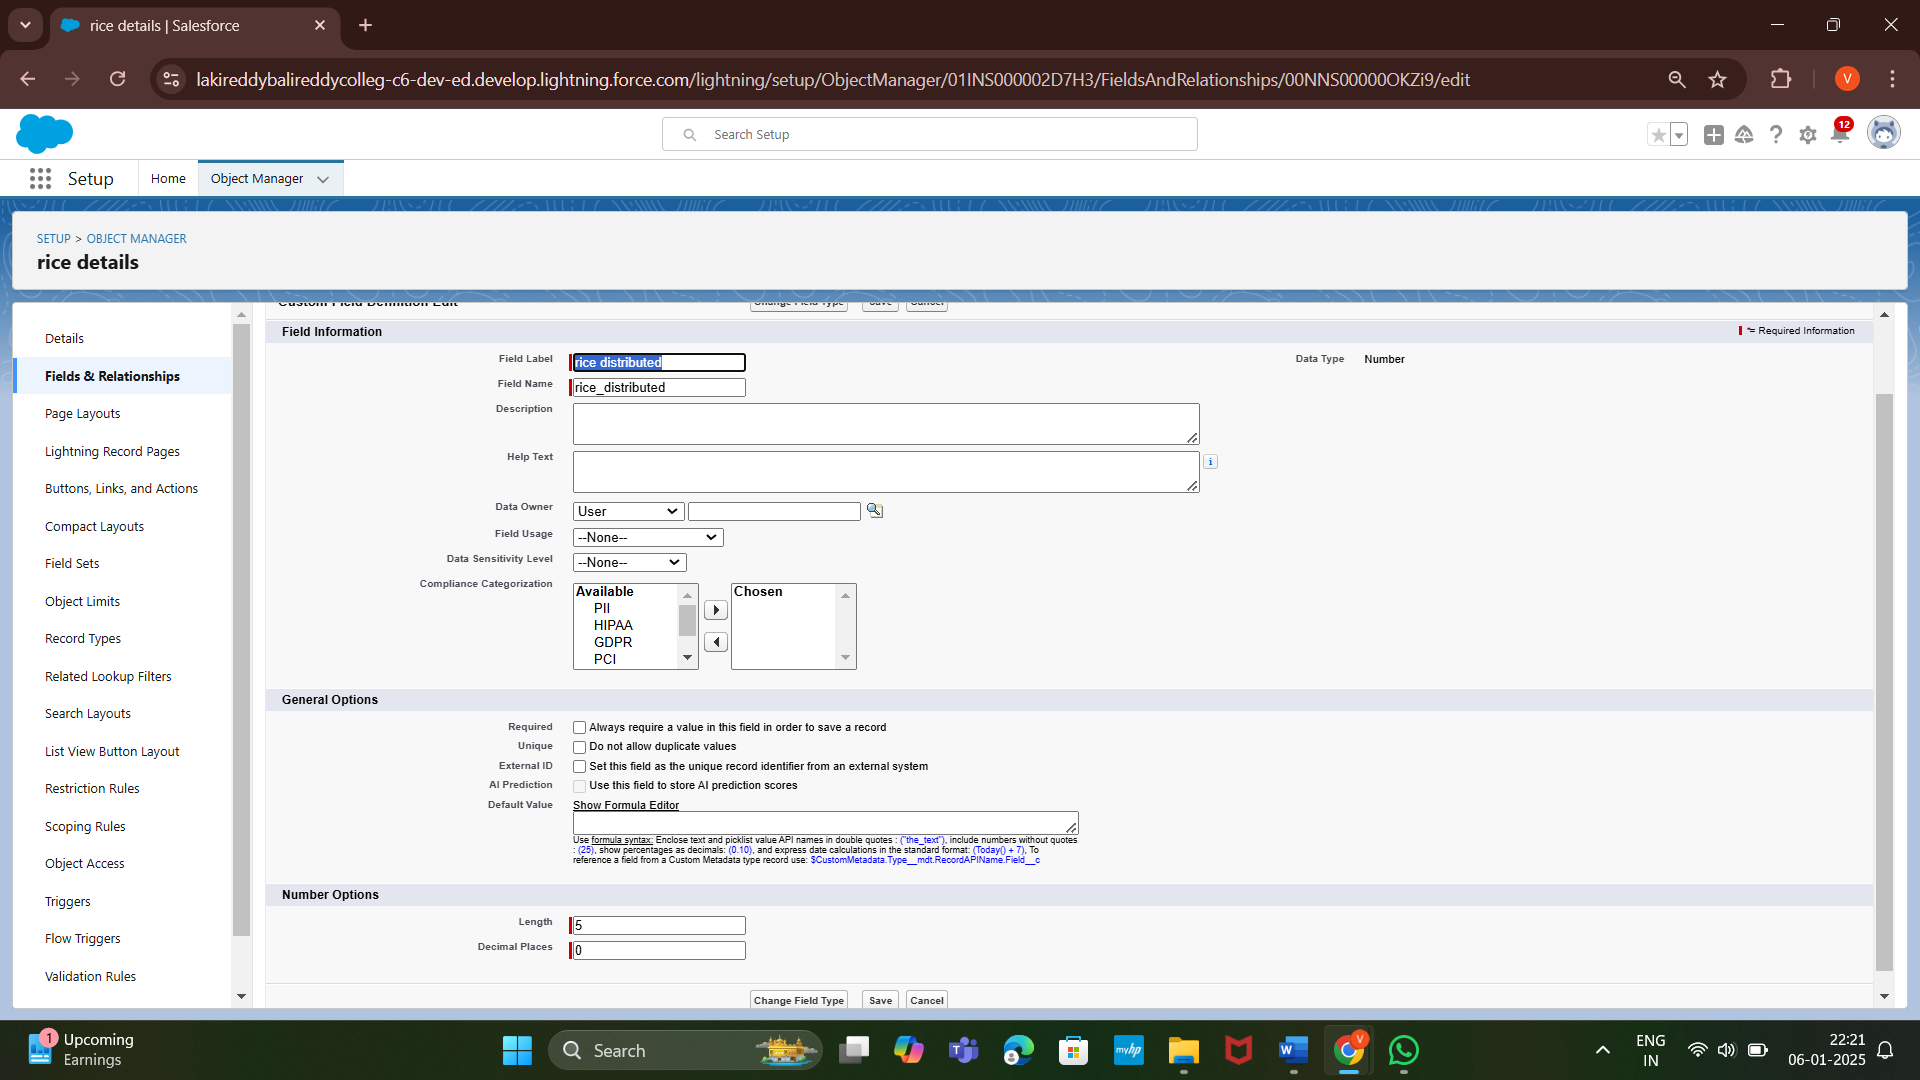 rice details | Salesforce
lakireddybalireddycolleg-c6-dev-ed.develop.lightning.force.com/lightning/setup/ObjectManager/01INS000002D7H3/FieldsAndRelationships/00NNS00000OKZi9/edit
V
Search Setup
12
Setup
Home
Object Manager
SETUP > OBJECT MANAGER
rice details
Details
Fields & Relationships
Page Layouts
Lightning Record Pages
Buttons, Links, and Actions
Compact Layouts
Field Sets
Object Limits
Record Types
Related Lookup Filters
Search Layouts
List View Button Layout
Restriction Rules
Scoping Rules
Object Access
Triggers
Flow Triggers
Validation Rules
Custom Field Definition Edit
Change Field Type Save Cancel
Field Information
= Required Information
Field Label rice distributed
Data Type Number
Field Name rice_distributed
Description
Help Text
i
Data Owner User
Field Usage --None--
Data Sensitivity Level --None--
Compliance Categorization
Available
PII
HIPAA
GDPR
PCI
Chosen
General Options
Required Always require a value in this field in order to save a record
Unique Do not allow duplicate values
External ID Set this field as the unique record identifier from an external system
AI Prediction Use this field to store AI prediction scores
Default Value Show Formula Editor
Use formula syntax: Enclose text and picklist value API names in double quotes : ("the_text"), include numbers without quotes
: (25), show percentages as decimals: (0.10), and express date calculations in the standard format: (Today() + 7), To
reference a field from a Custom Metadata type record use: $CustomMetadata.Type__mdt.RecordAPIName.Field__c
Number Options
Length 5
Decimal Places 0
Change Field Type Save Cancel
1
Upcoming
Earnings
Search
myhp
W
V
ENG
IN
22:21
06-01-2025